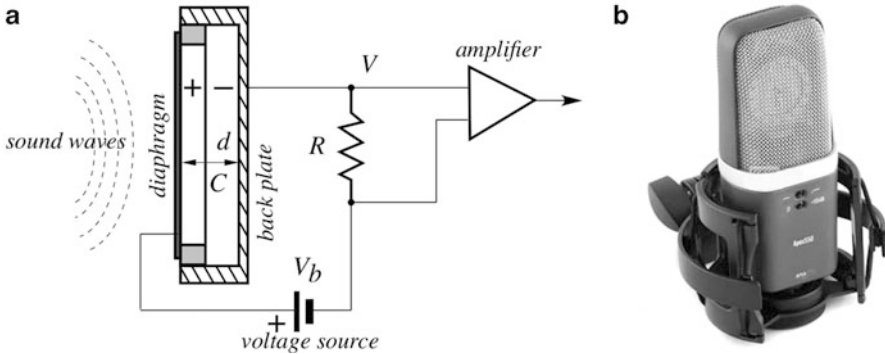 a
b
sound waves
diaphragm
+
−
d
C
back plate
V
R
amplifier
V_b
+
voltage source